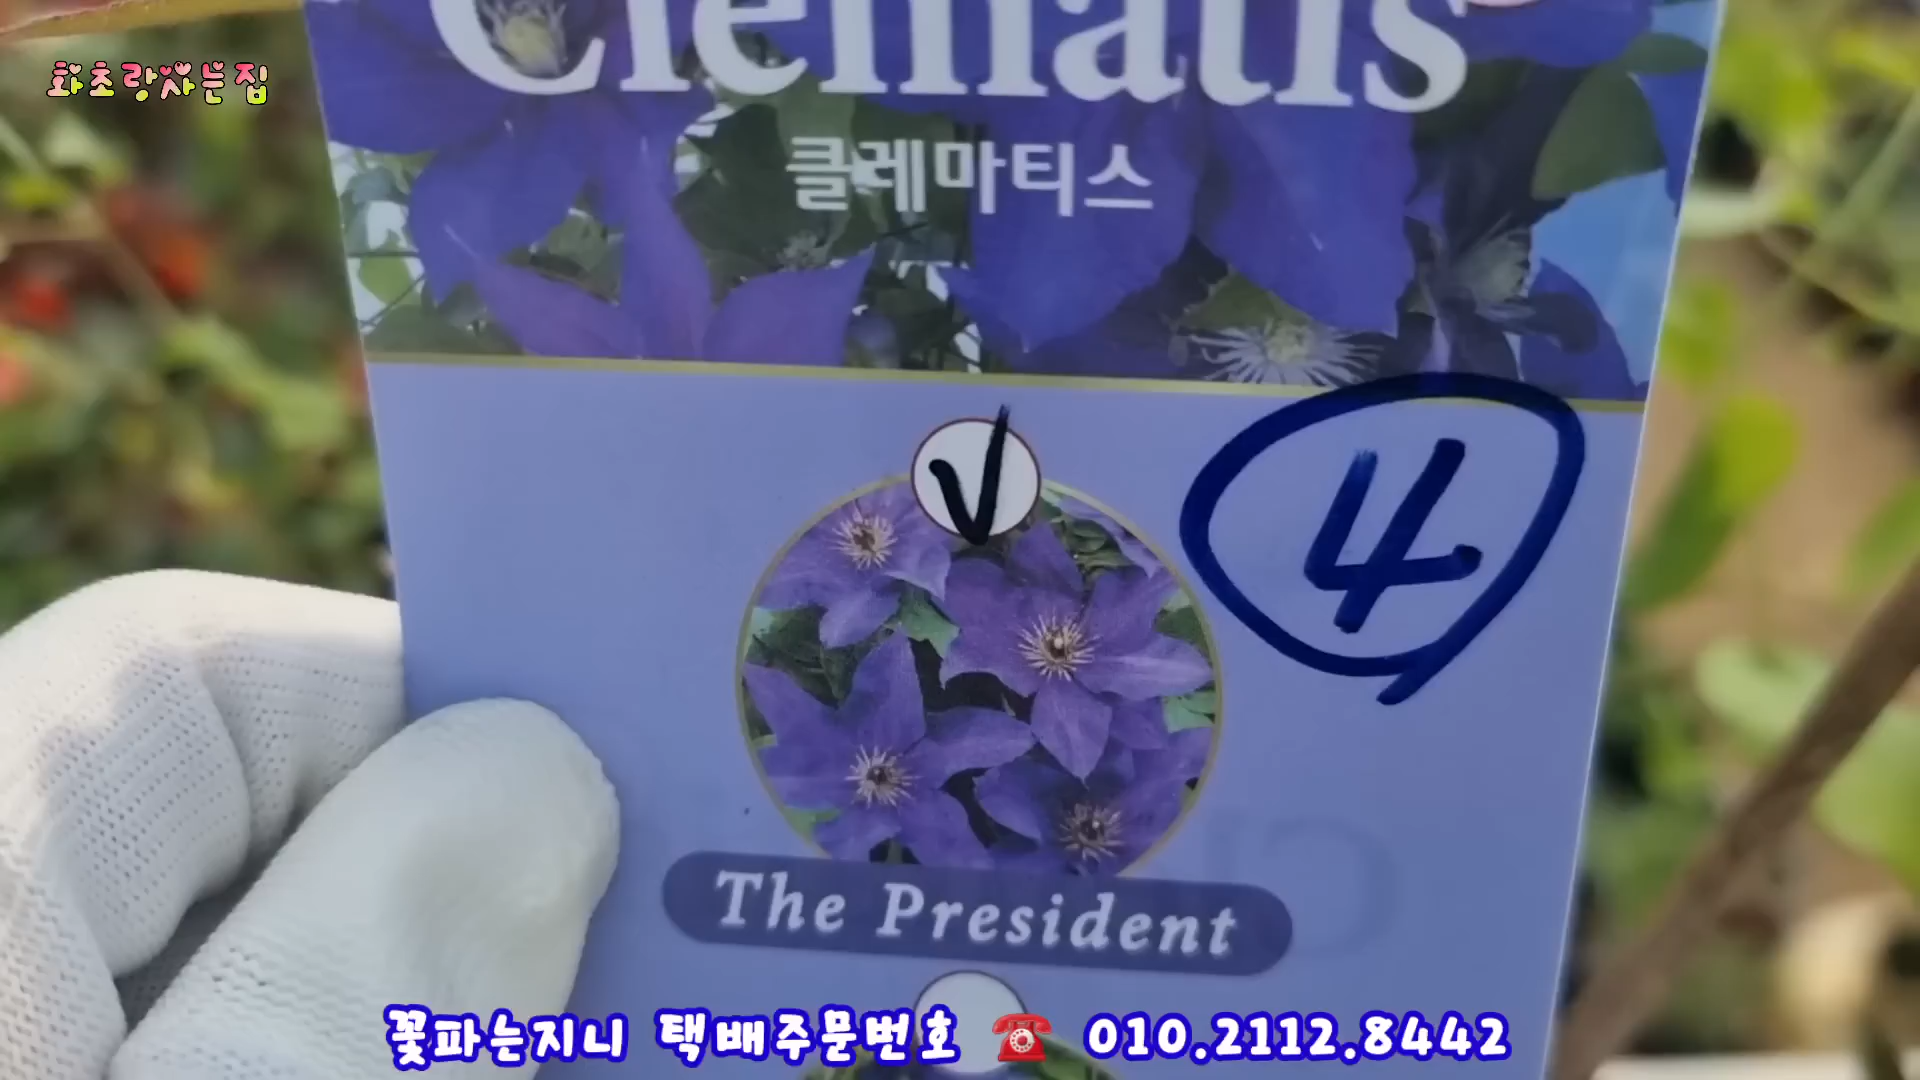 Clematis
화초랑사는집
클레마티스
V
4
The President
꽃파는지니 택배주문번호 ☎ 010.2112.8442